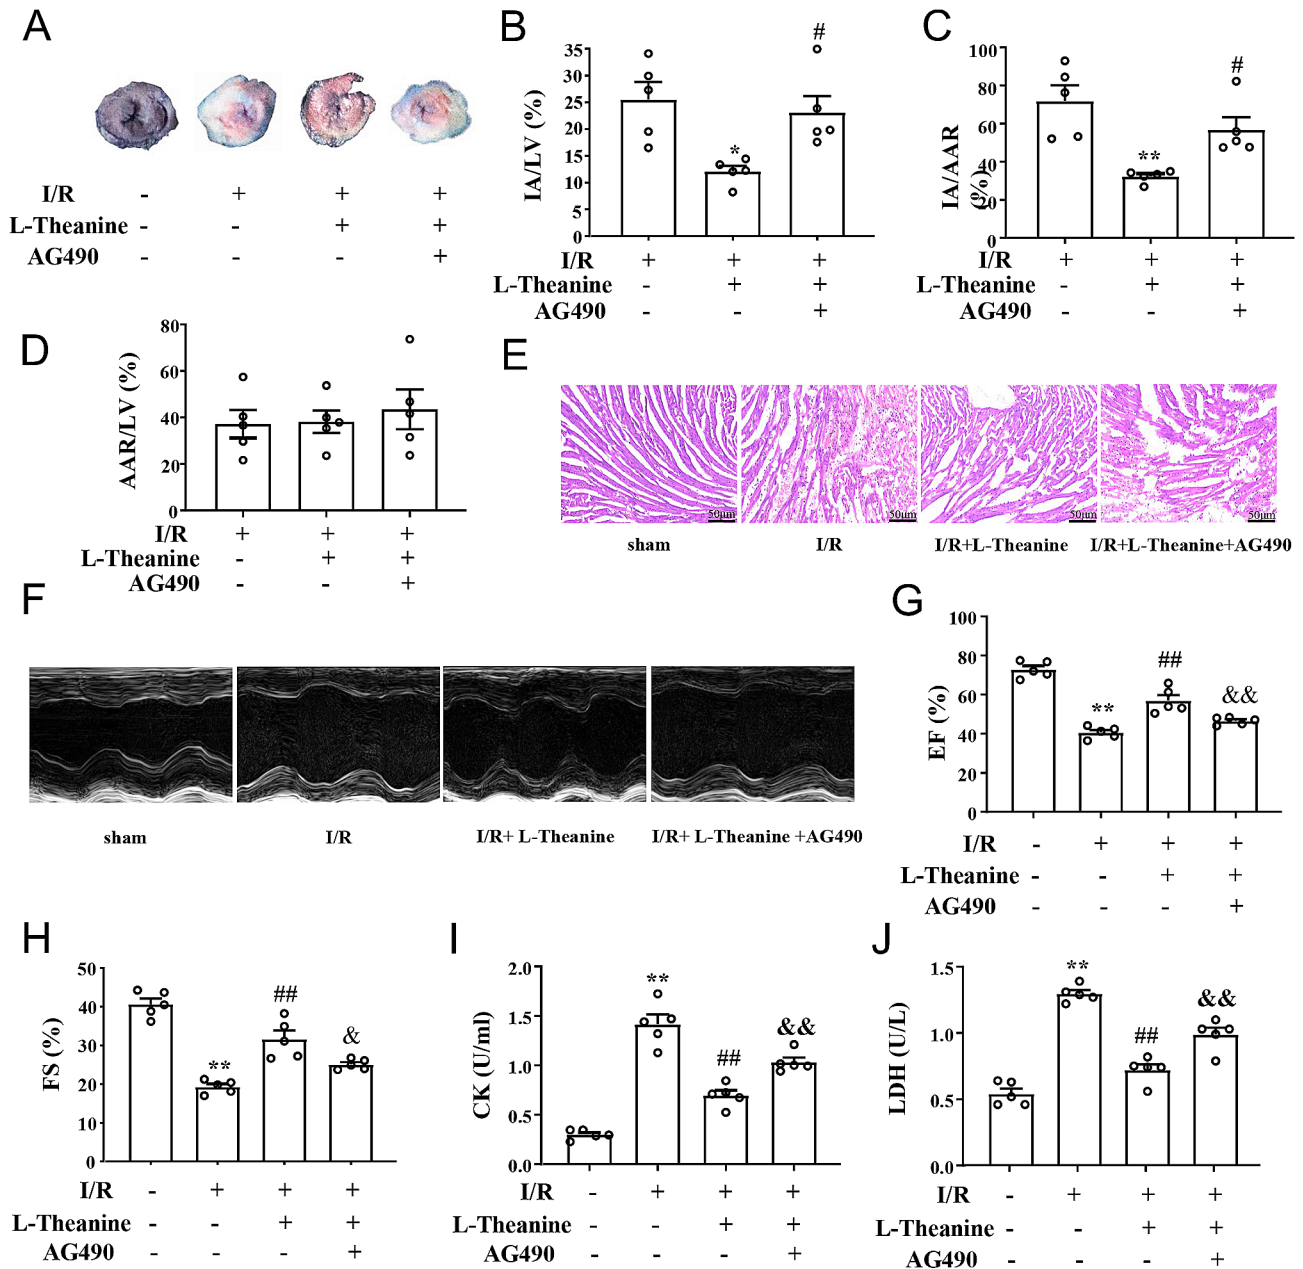 A
I/R - + + +
L-Theanine - - + +
AG490 - - - +
B
IA/LV (%)
35
30
25
20
15
10
5
0
* #
I/R + + +
L-Theanine - + +
AG490 - - +
C
IA/AAR
(%)
100
80
60
40
20
0
** #
I/R + + +
L-Theanine - + +
AG490 - - +
D
AAR/LV (%)
80
60
40
20
0
I/R + + +
L-Theanine - + +
AG490 - - +
E
50μm 50μm 50μm 50μm
sham I/R I/R+L-Theanine I/R+L-Theanine+AG490
F
sham I/R I/R+ L-Theanine I/R+ L-Theanine +AG490
G
EF (%)
100
80
60
40
20
0
** ## &&
I/R - + + +
L-Theanine - - + +
AG490 - - - +
H
FS (%)
50
40
30
20
10
0
** ## &
I/R - + + +
L-Theanine - - + +
AG490 - - - +
I
CK (U/ml)
2.0
1.5
1.0
0.5
0.0
** ## &&
I/R - + + +
L-Theanine - - + +
AG490 - - - +
J
LDH (U/L)
1.5
1.0
0.5
0.0
** ## &&
I/R - + + +
L-Theanine - - + +
AG490 - - - +